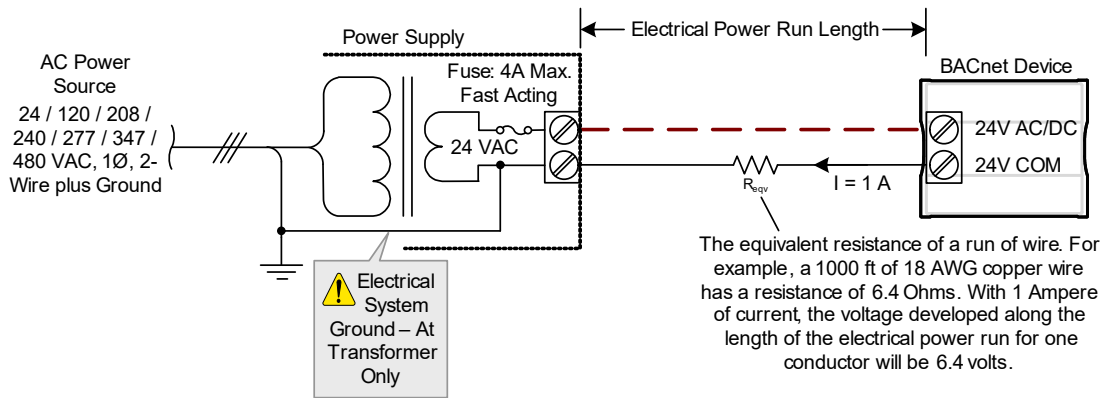 Electrical Power Run Length
Power Supply
AC Power
Source
24 / 120 / 208 /
240 / 277 / 347 /
480 VAC, 1Ø, 2-
Wire plus Ground
Fuse: 4A Max.
Fast Acting
24 VAC
BACnet Device
24V AC/DC
24V COM
Reqv
I = 1 A
Electrical
System
Ground – At
Transformer
Only
The equivalent resistance of a run of wire. For
example, a 1000 ft of 18 AWG copper wire
has a resistance of 6.4 Ohms. With 1 Ampere
of current, the voltage developed along the
length of the electrical power run for one
conductor will be 6.4 volts.